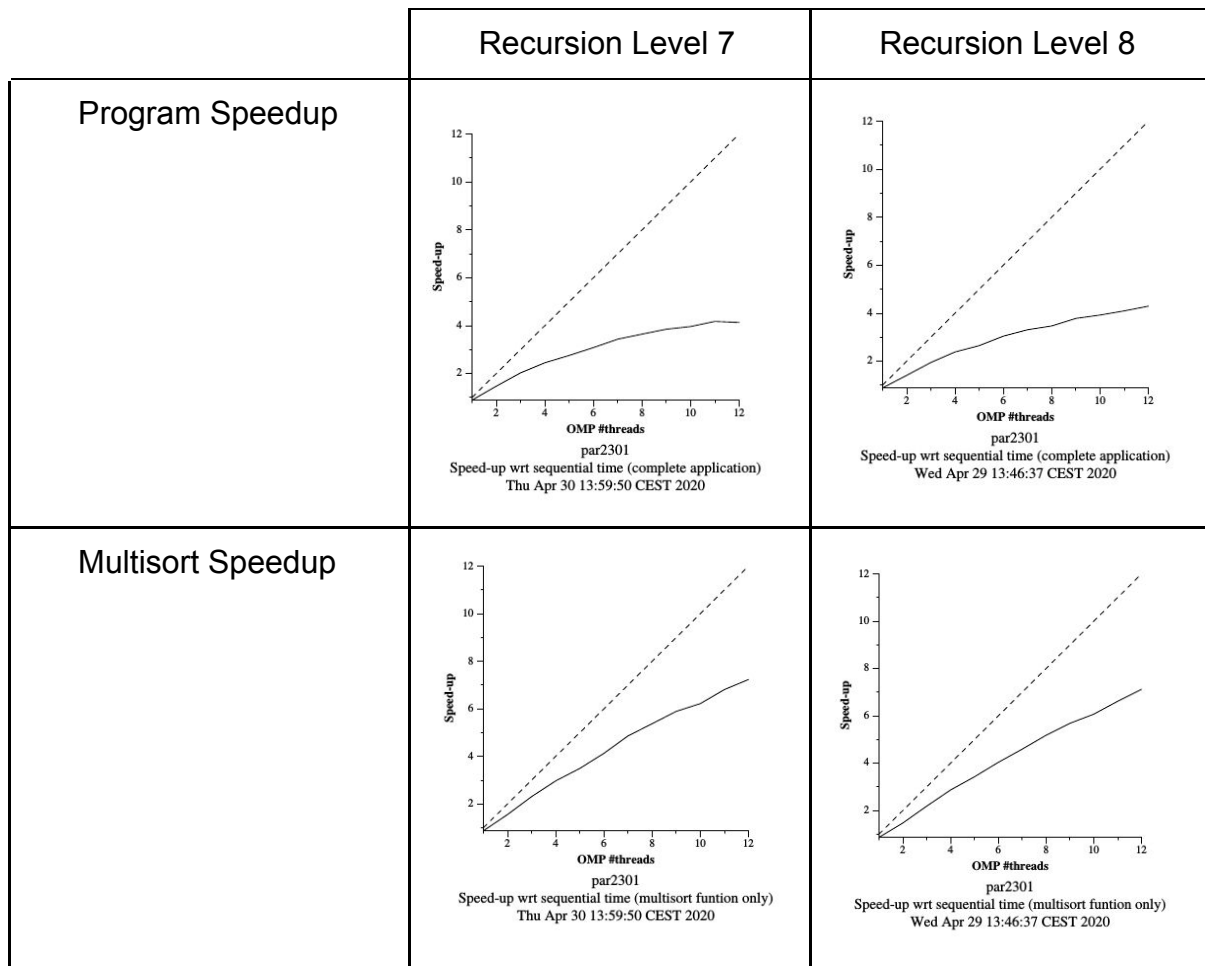 Recursion Level 7
Recursion Level 8
Program Speedup
12
10
8
6
4
2
Speed-up
2 4 6 8 10 12
OMP #threads
par2301
Speed-up wrt sequential time (complete application)
Thu Apr 30 13:59:50 CEST 2020
12
10
8
6
4
2
Speed-up
2 4 6 8 10 12
OMP #threads
par2301
Speed-up wrt sequential time (complete application)
Wed Apr 29 13:46:37 CEST 2020
Multisort Speedup
12
10
8
6
4
2
Speed-up
2 4 6 8 10 12
OMP #threads
par2301
Speed-up wrt sequential time (multisort funtion only)
Thu Apr 30 13:59:50 CEST 2020
12
10
8
6
4
2
Speed-up
2 4 6 8 10 12
OMP #threads
par2301
Speed-up wrt sequential time (multisort funtion only)
Wed Apr 29 13:46:37 CEST 2020